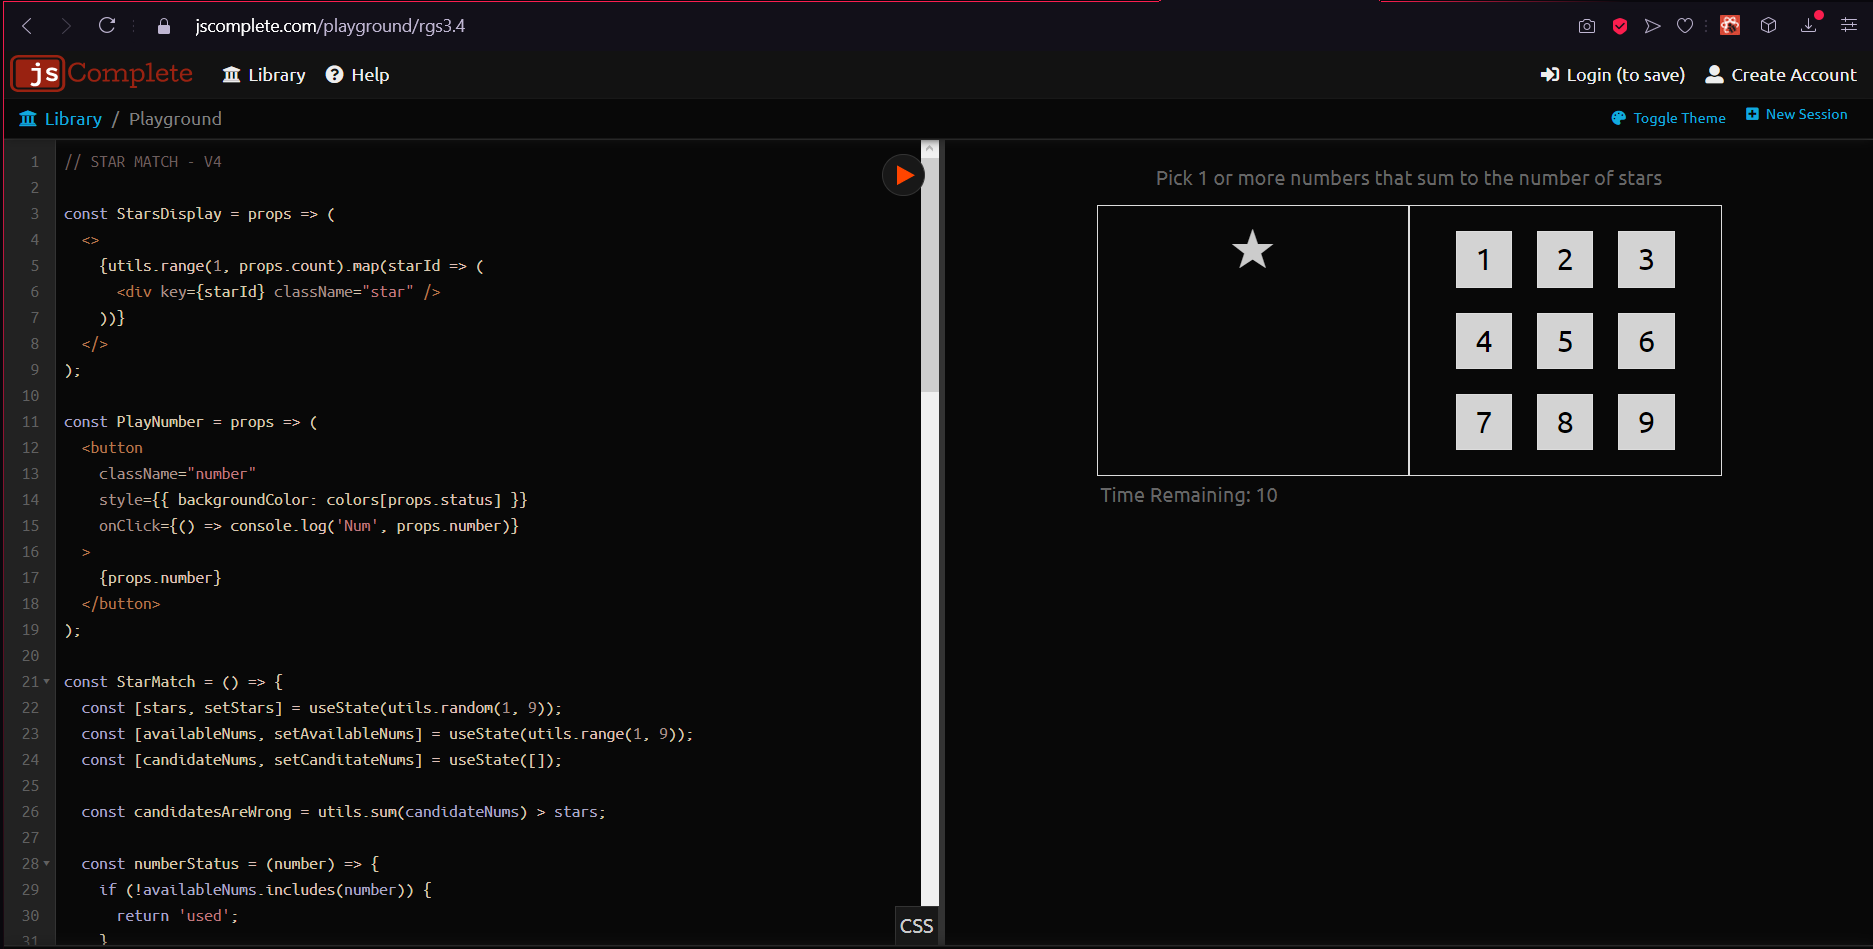 jscomplete.com/playground/rgs3.4
jsComplete Library Help Login (to save) Create Account
Library / Playground Toggle Theme New Session
1 // STAR MATCH - V4
2
3 const StarsDisplay = props => (
4 <>
5 {utils.range(1, props.count).map(starId => (
6 <div key={starId} className="star" />
7 ))}
8 </>
9 );
10
11 const PlayNumber = props => (
12 <button
13 className="number"
14 style={{ backgroundColor: colors[props.status] }}
15 onClick={() => console.log('Num', props.number)}
16 >
17 {props.number}
18 </button>
19 );
20
21 const StarMatch = () => {
22 const [stars, setStars] = useState(utils.random(1, 9));
23 const [availableNums, setAvailableNums] = useState(utils.range(1, 9));
24 const [candidateNums, setCanditateNums] = useState([]);
25
26 const candidatesAreWrong = utils.sum(candidateNums) > stars;
27
28 const numberStatus = (number) => {
29 if (!availableNums.includes(number)) {
30 return 'used';
31 }
CSS
Pick 1 or more numbers that sum to the number of stars
1 2 3
4 5 6
7 8 9
Time Remaining: 10